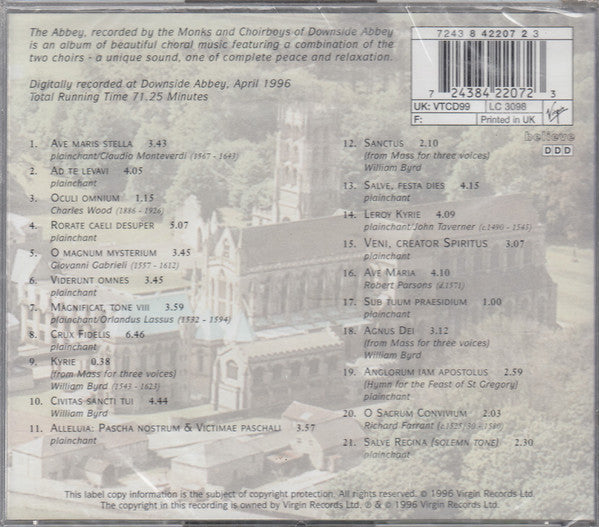 The Abbey, recorded by the Monks and Choirboys of Downside Abbey
is an album of beautiful choral music featuring a combination of the
two choirs - a unique sound, one of complete peace and relaxation.
Digitally recorded at Downside Abbey, April 1996
Total Running Time 71.25 Minutes
7243 8 42207 2 3
7 24384 22072 3
UK: VTCD99
LC 3098
F:
Printed in UK
Virgin
believe
DDD
1. AVE MARIS STELLA 3.43
plainchant/Claudio Monteverdi (1567 - 1643)
2. AD TE LEVAVI 4.05
plainchant
3. OCULI OMNIUM 1.15
Charles Wood (1886 - 1926)
4. RORATE CAELI DESUPER 5.07
plainchant
5. O MAGNUM MYSTERIUM 3.45
Giovanni Gabrieli (1557 - 1612)
6. VIDERUNT OMNES 3.45
plainchant
7. MAGNIFICAT, TONE VIII 3.59
plainchant/Orlandus Lassus (1532 - 1594)
8. CRUX FIDELIS 6.46
plainchant
9. KYRIE 0.38
(from Mass for three voices)
William Byrd (1543 - 1623)
10. CIVITAS SANCTI TUI 4.44
William Byrd
11. ALLELUIA: PASCHA NOSTRUM & VICTIMAE PASCHALI 3.57
plainchant
12. SANCTUS 2.10
(from Mass for three voices)
William Byrd
13. SALVE, FESTA DIES 4.15
plainchant
14. LEROY KYRIE 4.09
plainchant/John Taverner (c.1490 - 1545)
15. VENI, CREATOR SPIRITUS 3.07
plainchant
16. AVE MARIA 4.10
Robert Parsons (d.1571)
17. SUB TUUM PRAESIDIUM 1.00
plainchant
18. AGNUS DEI 3.12
(from Mass for three voices)
William Byrd
19. ANGLORUM IAM APOSTOLUS 2.59
(Hymn for the Feast of St Gregory)
plainchant
20. O SACRUM CONVIVIUM 2.03
Richard Farrant (c.1525/30 - 1580)
21. SALVE REGINA (SOLEMN TONE) 2.30
plainchant
This label copy information is the subject of copyright protection. All rights reserved. © 1996 Virgin Records Ltd.
The copyright in this recording is owned by Virgin Records Ltd. ℗ & © 1996 Virgin Records Ltd